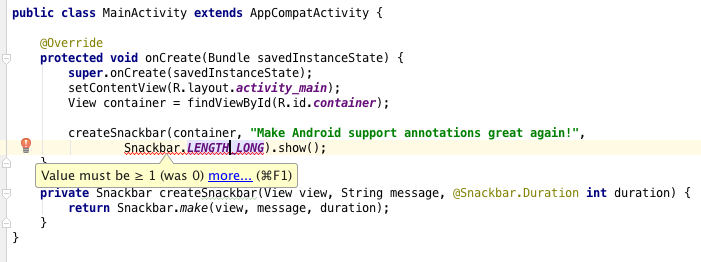 public class MainActivity extends AppCompatActivity {
@Override
protected void onCreate(Bundle savedInstanceState) {
super.onCreate(savedInstanceState);
setContentView(R.layout.activity_main);
View container = findViewById(R.id.container);
createSnackbar(container, "Make Android support annotations great again!",
Snackbar.LENGTH_LONG).show();
}
Value must be ≥ 1 (was 0) more... (⌘F1)
private Snackbar createSnackbar(View view, String message, @Snackbar.Duration int duration) {
return Snackbar.make(view, message, duration);
}
}